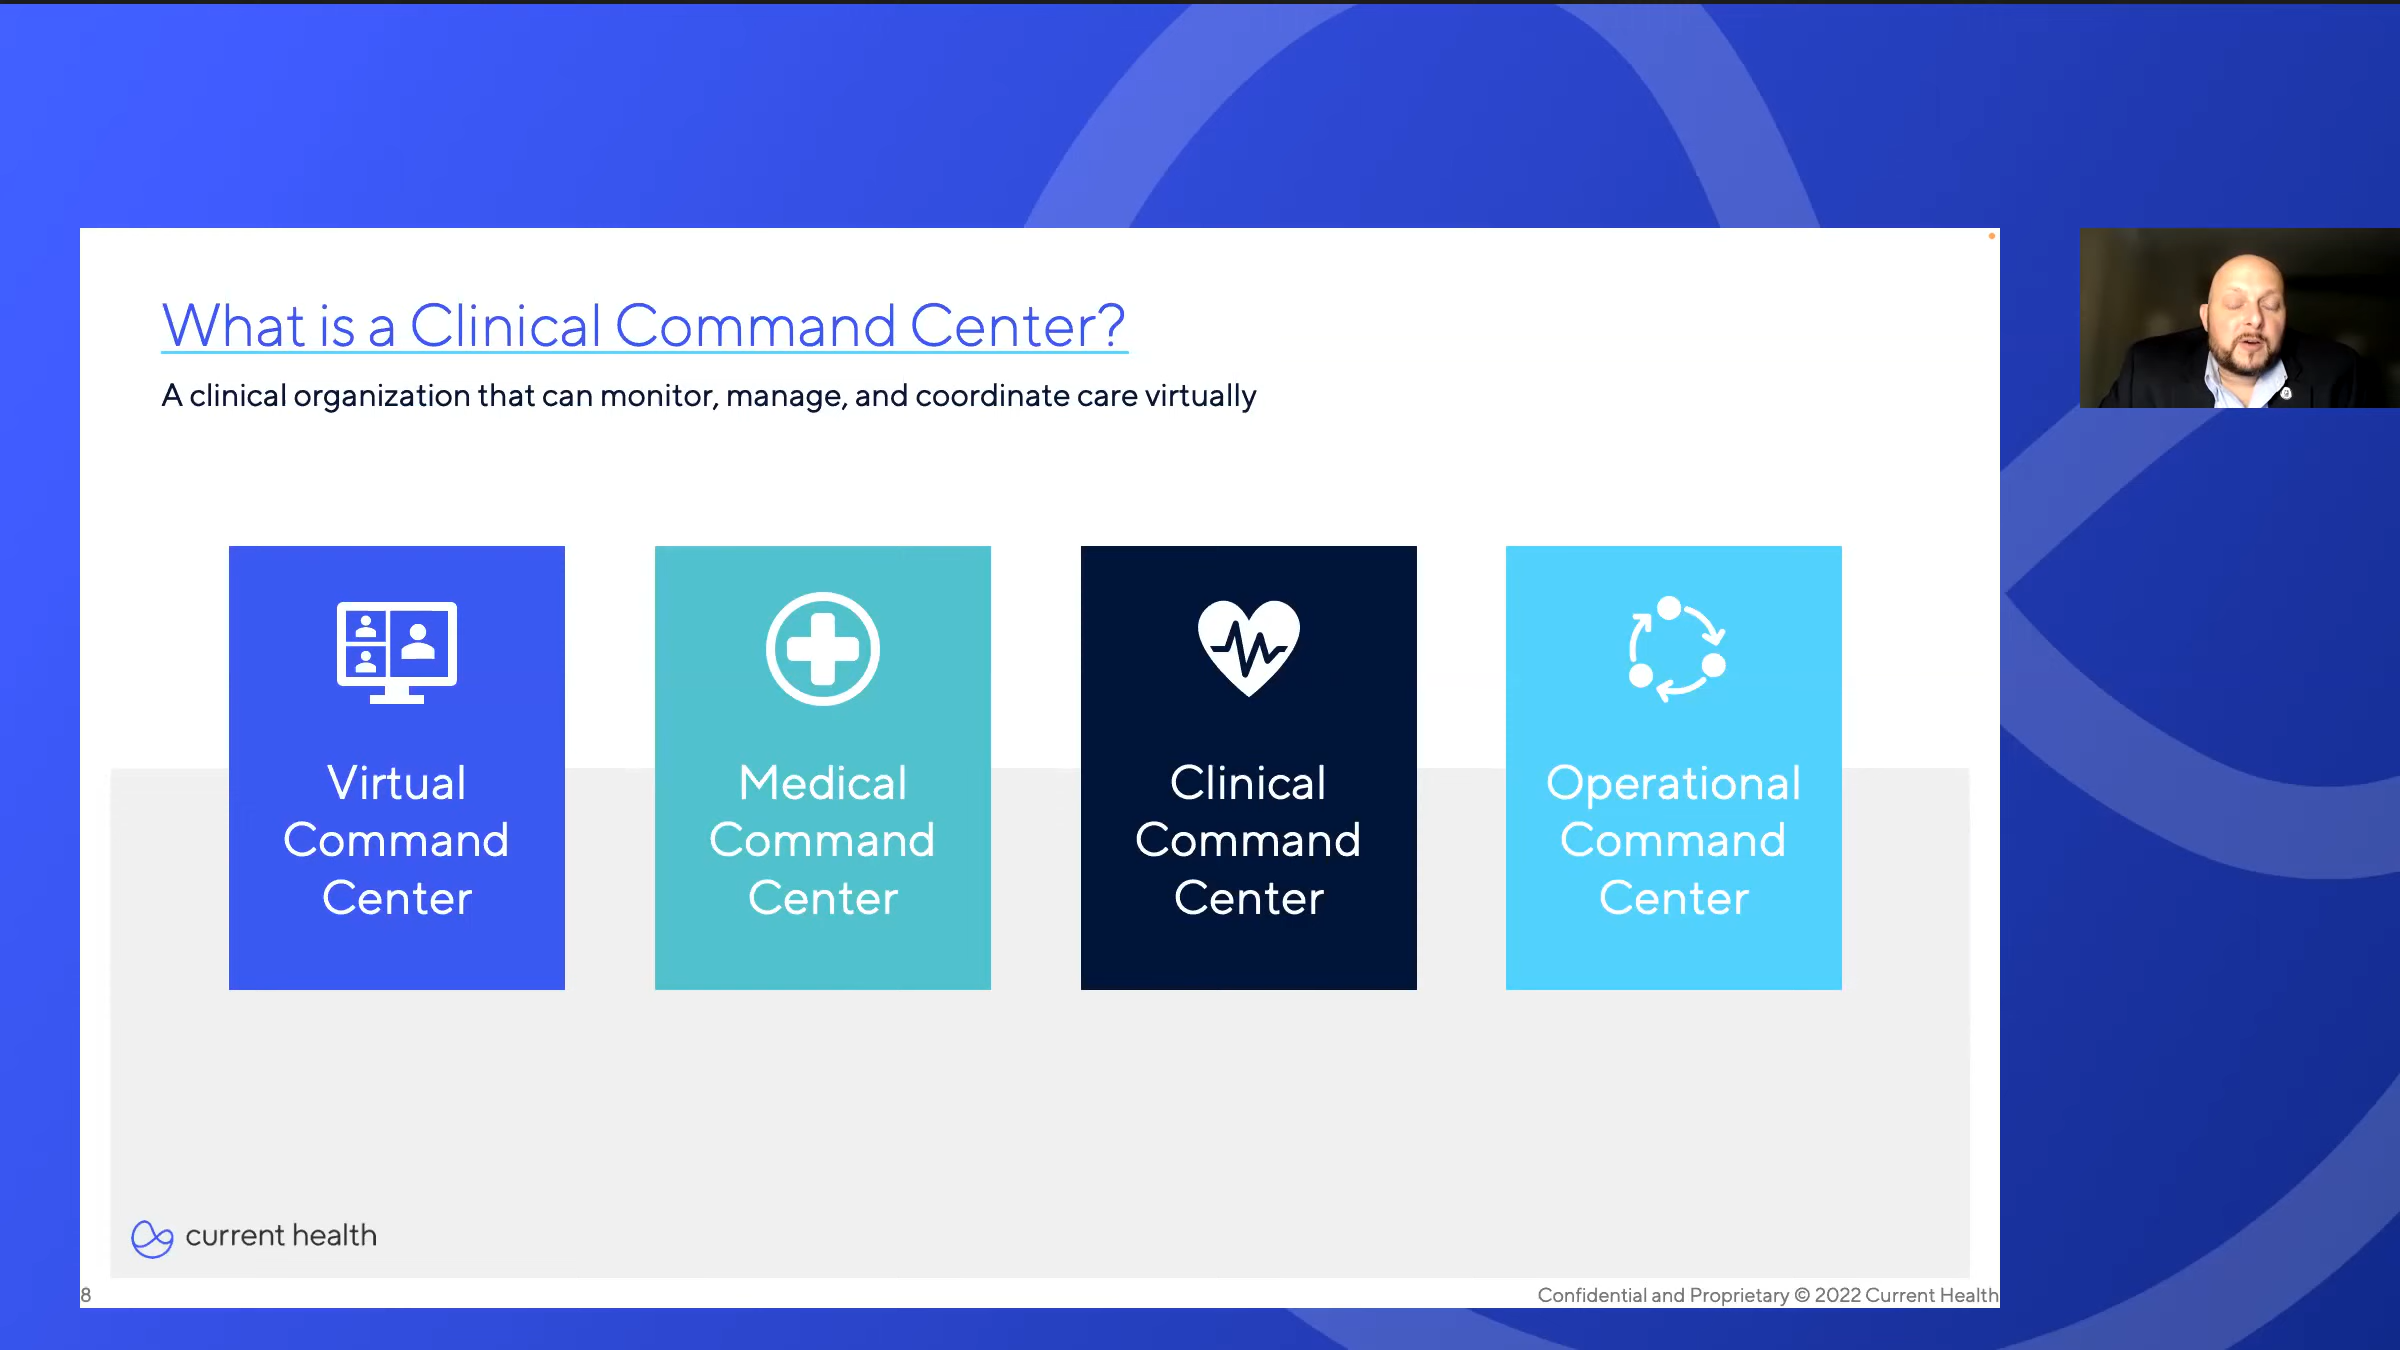 What is a Clinical Command Center?
A clinical organization that can monitor, manage, and coordinate care virtually
Virtual
Command
Center
Medical
Command
Center
Clinical
Command
Center
Operational
Command
Center
current health
8
Confidential and Proprietary © 2022 Current Health